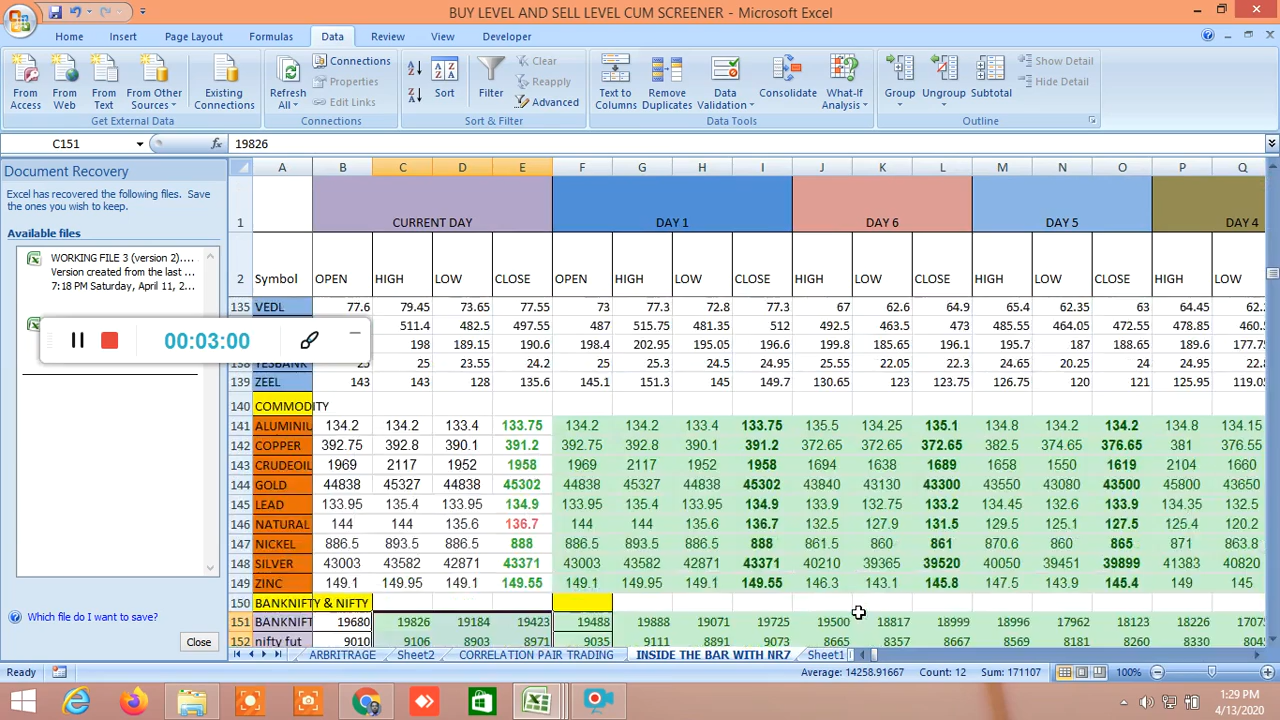 BUY LEVEL AND SELL LEVEL CUM SCREENER - Microsoft Excel
Home Insert Page Layout Formulas Data Review View Developer
From Access From Web From Text From Other Sources Existing Connections Refresh All Connections Properties Edit Links Sort Filter Clear Reapply Advanced Text to Columns Remove Duplicates Data Validation Consolidate What-If Analysis Group Ungroup Subtotal Show Detail Hide Detail
Get External Data Connections Sort & Filter Data Tools Outline
C151 fx 19826
Document Recovery
Excel has recovered the following files. Save the ones you wish to keep.
Available files
WORKING FILE 3 (version 2)....
Version created from the last ...
7:18 PM Saturday, April 11, 2...
00:03:00
Which file do I want to save?
Close
A B C D E F G H I J K L M N O P Q
1 CURRENT DAY DAY 1 DAY 6 DAY 5 DAY 4
2 Symbol OPEN HIGH LOW CLOSE OPEN HIGH LOW CLOSE HIGH LOW CLOSE HIGH LOW CLOSE HIGH LOW
135 VEDL 77.6 79.45 73.65 77.55 73 77.3 72.8 77.3 67 62.6 64.9 65.4 62.35 63 64.45 62.
511.4 482.5 497.55 487 515.75 481.35 512 492.5 463.5 473 485.5 464.05 472.55 478.85 460.
198 189.15 190.6 198.4 202.95 195.05 196.6 199.8 185.65 196.1 195.7 187 188.65 189.6 177.7
138 YESBANK 25 25 23.55 24.2 25 25.3 24.5 24.95 25.55 22.05 23.9 24.65 20.25 24 26.95 22.8
139 ZEEL 143 143 128 135.6 145.1 151.3 145 149.7 130.65 123 123.75 126.75 120 121 125.95 119.0
140 COMMODITY
141 ALUMINIU 134.2 134.2 133.4 133.75 134.2 134.2 133.4 133.75 135.5 134.25 135.1 134.8 134.2 134.2 134.8 134.15
142 COPPER 392.75 392.8 390.1 391.2 392.75 392.8 390.1 391.2 372.65 372.65 372.65 382.5 374.65 376.65 381 376.55
143 CRUDEOIL 1969 2117 1952 1958 1969 2117 1952 1958 1694 1638 1689 1658 1550 1619 2104 1660
144 GOLD 44838 45327 44838 45302 44838 45327 44838 45302 43840 43130 43300 43550 43080 43500 45800 43650
145 LEAD 133.95 135.4 133.95 134.9 133.95 135.4 133.95 134.9 133.9 132.75 133.2 134.45 132.6 133.9 134.35 132.5
146 NATURAL 144 144 135.6 136.7 144 144 135.6 136.7 132.5 127.9 131.5 129.5 125.1 127.5 125.4 120.2
147 NICKEL 886.5 893.5 886.5 888 886.5 893.5 886.5 888 861.5 860 861 870.6 860 865 871 863.8
148 SILVER 43003 43582 42871 43371 43003 43582 42871 43371 40210 39365 39520 40050 39451 39899 41383 40820
149 ZINC 149.1 149.95 149.1 149.55 149.1 149.95 149.1 149.55 146.3 143.1 145.8 147.5 143.9 145.4 149 145
150 BANKNIFTY & NIFTY
151 BANKNIFT 19680 19826 19184 19423 19488 19888 19071 19725 19500 18817 18999 18996 17958 18123 18226 1707
152 nifty fut 9010 9106 8903 8971 9035 9111 8891 9073 8665 8357 8667 8569 8181 8260 8330 804
ARBRITRAGE Sheet2 CORRELATION PAIR TRADING INSIDE THE BAR WITH NR7 Sheet1
Ready Average: 14258.91667 Count: 12 Sum: 171107 100%
1:29 PM
4/13/2020